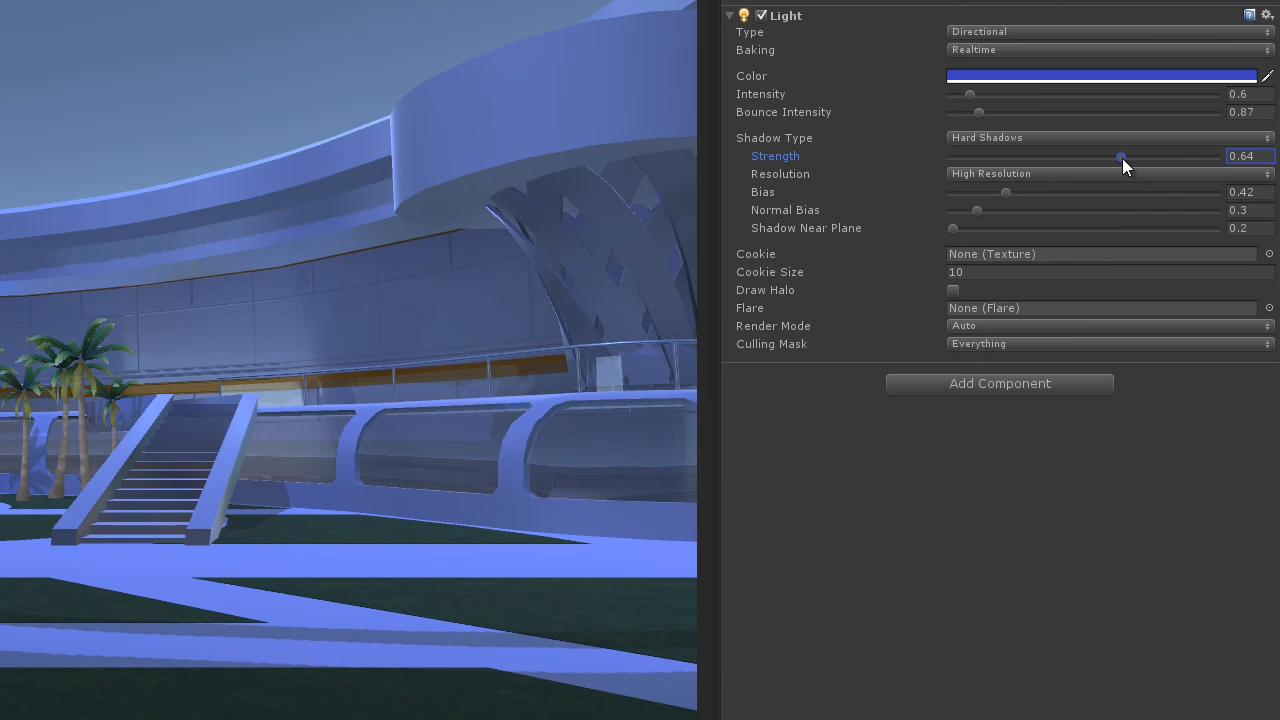 Light
Type Directional
Baking Realtime
Color
Intensity 0.6
Bounce Intensity 0.87
Shadow Type Hard Shadows
Strength 0.64
Resolution High Resolution
Bias 0.42
Normal Bias 0.3
Shadow Near Plane 0.2
Cookie None (Texture)
Cookie Size 10
Draw Halo
Flare None (Flare)
Render Mode Auto
Culling Mask Everything
Add Component